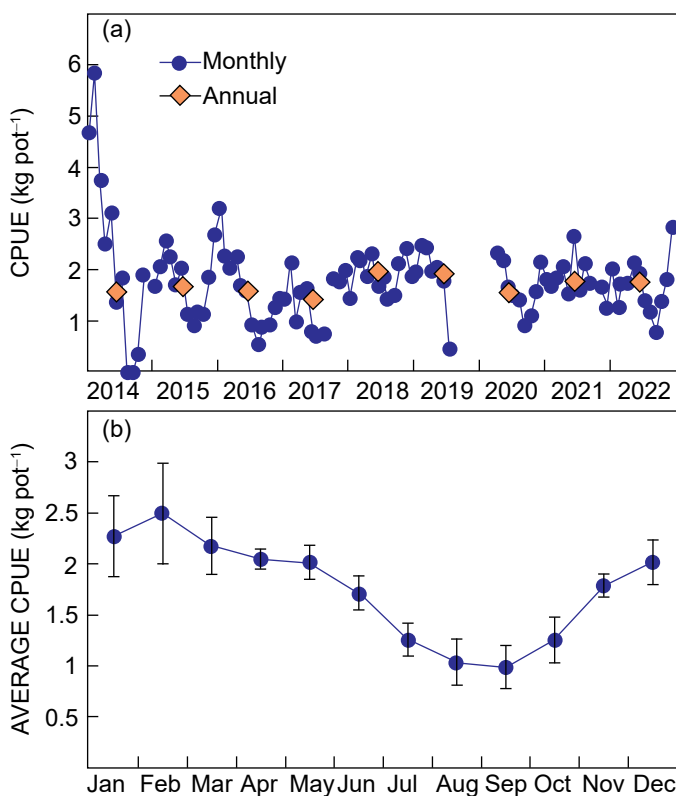 (a)
CPUE (kg pot⁻¹)
6
5
4
3
2
1
Monthly
Annual
2014 2015 2016 2017 2018 2019 2020 2021 2022
(b)
AVERAGE CPUE (kg pot⁻¹)
3
2.5
2
1.5
1
0.5
Jan Feb Mar Apr May Jun Jul Aug Sep Oct Nov Dec